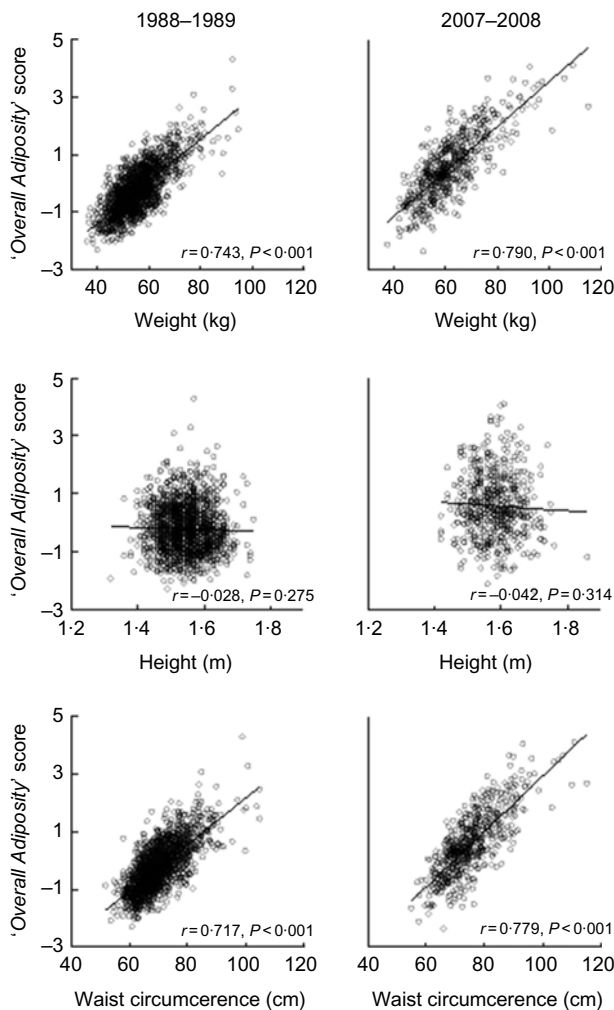 1988–1989
2007–2008
'Overall Adiposity' score
5
3
1
–1
–3
r=0·743, P<0·001
r=0·790, P<0·001
40 60 80 100 120
40 60 80 100 120
Weight (kg)
Weight (kg)
'Overall Adiposity' score
5
3
1
–1
–3
r=–0·028, P=0·275
r=–0·042, P=0·314
1·2 1·4 1·6 1·8
1·2 1·4 1·6 1·8
Height (m)
Height (m)
'Overall Adiposity' score
5
3
1
–1
–3
r=0·717, P<0·001
r=0·779, P<0·001
40 60 80 100 120
40 60 80 100 120
Waist circumcerence (cm)
Waist circumcerence (cm)